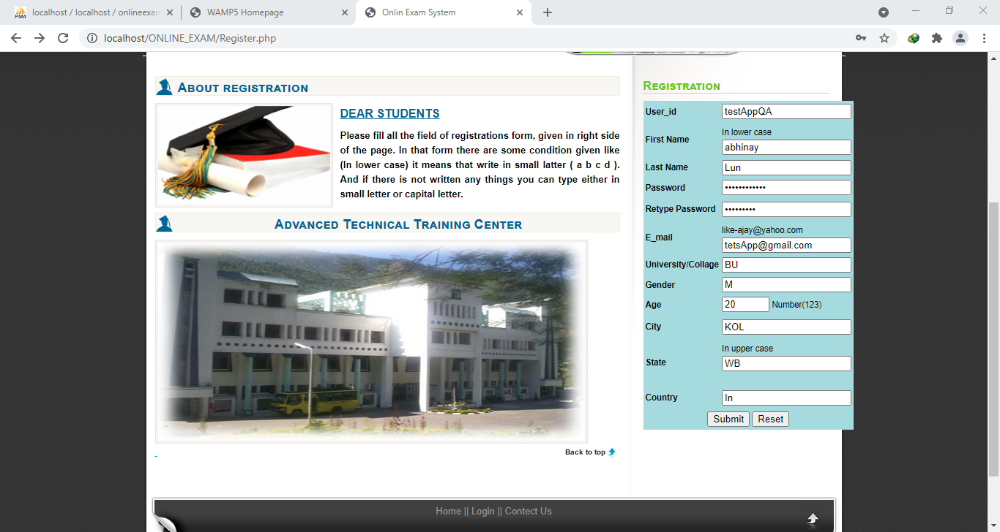 localhost / localhost / onlineexan
WAMP5 Homepage
Onlin Exam System
localhost/ONLINE_EXAM/Register.php
About registration
DEAR STUDENTS
Please fill all the field of registrations form, given in right side
of the page. In that form there are some condition given like
(In lower case) it means that write in small latter ( a b c d ).
And if there is not written any things you can type either in
small letter or capital letter.
Advanced Technical Training Center
Back to top
Registration
User_id testAppQA
In lower case
First Name abhinay
Last Name Lun
Password ••••••••••••
Retype Password •••••••••
like-ajay@yahoo.com
E_mail tetsApp@gmail.com
University/Collage BU
Gender M
Age 20 Number(123)
City KOL
In upper case
State WB
Country In
Submit Reset
Home || Login || Contect Us